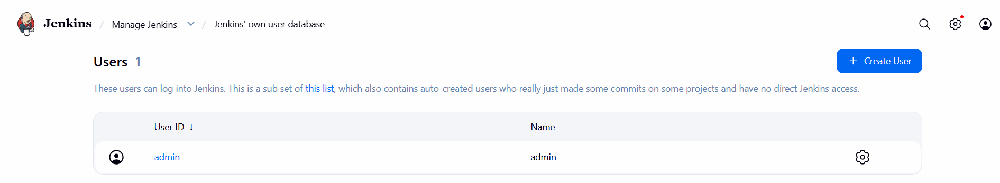 Jenkins / Manage Jenkins / Jenkins’ own user database
Users 1
+ Create User
These users can log into Jenkins. This is a sub set of this list, which also contains auto-created users who really just made some commits on some projects and have no direct Jenkins access.
User ID ↓ Name
admin admin